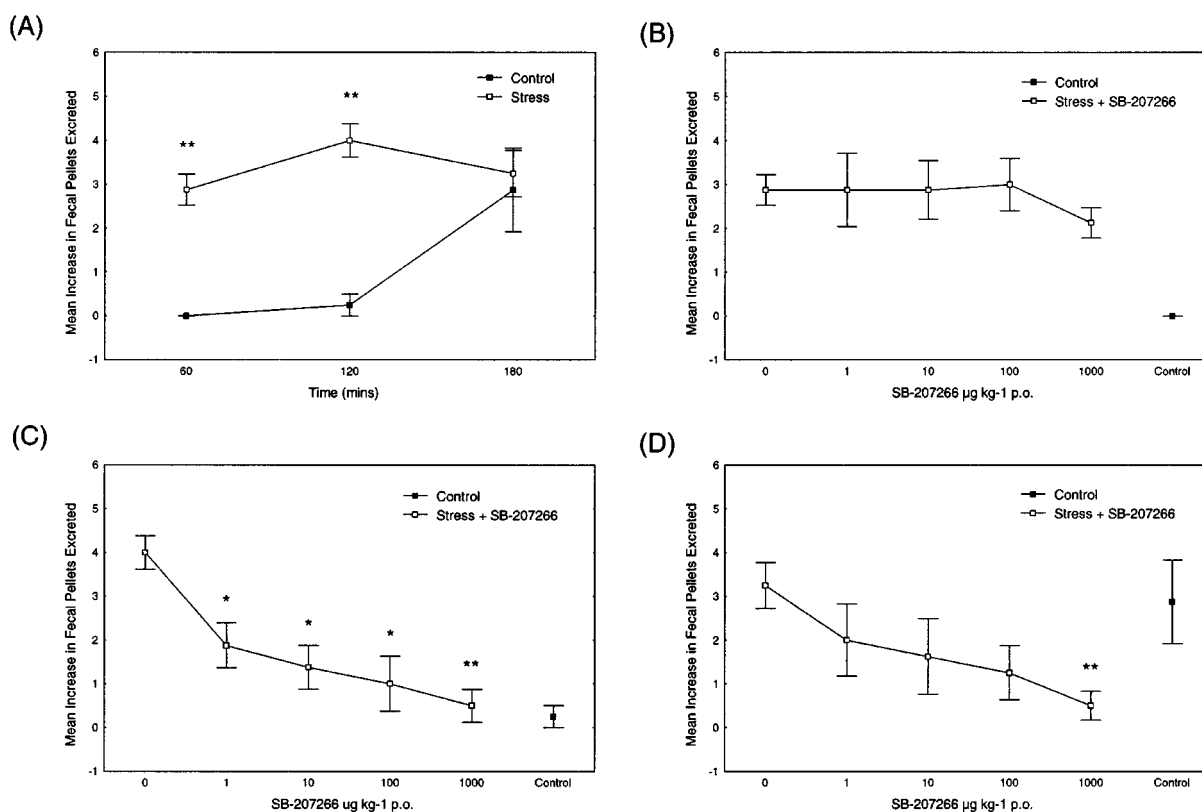 (A)
6
5
4
3
2
1
0
-1
Mean Increase in Fecal Pellets Excreted
Control
Stress
**
**
60 120 180
Time (mins)
(B)
6
5
4
3
2
1
0
-1
Mean Increase in Fecal Pellets Excreted
Control
Stress + SB-207266
0 1 10 100 1000 Control
SB-207266 µg kg-1 p.o.
(C)
6
5
4
3
2
1
0
-1
Mean Increase in Fecal Pellets Excreted
Control
Stress + SB-207266
*
*
*
**
0 1 10 100 1000 Control
SB-207266 ug kg-1 p.o.
(D)
6
5
4
3
2
1
0
-1
Mean Increase in Fecal Pellets Excreted
Control
Stress + SB-207266
**
0 1 10 100 1000 Control
SB-207266 µg kg-1 p.o.